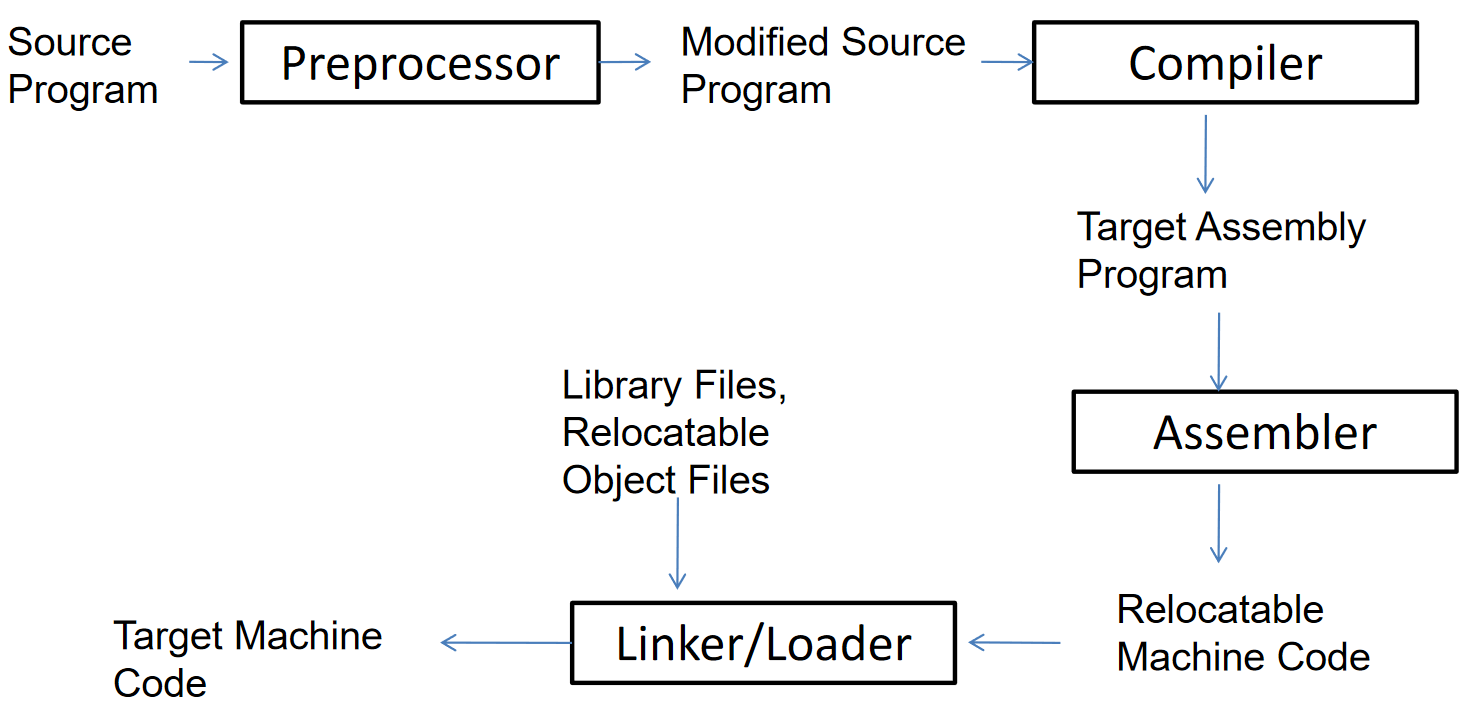 Source
Program
Preprocessor
Modified Source
Program
Compiler
Target Assembly
Program
Assembler
Relocatable
Machine Code
Library Files,
Relocatable
Object Files
Linker/Loader
Target Machine
Code